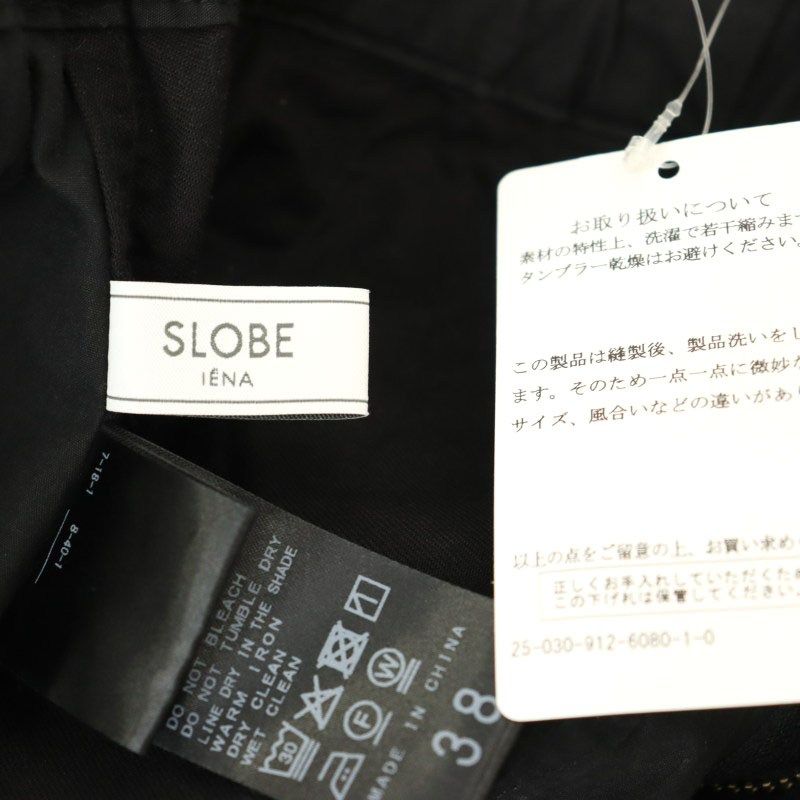 SLOBE
IÉNA
お取り扱いについて
素材の特性上、洗濯で若干縮みます
タンブラー乾燥はお避けください。
この製品は縫製後、製品洗いをし
ます。そのため一点一点に微妙な
サイズ、風合いなどの違いがあり
以上の点をご留意の上、お買い求め
正しくお手入れしていただくため
この下げ札は保管してください。
25-030-912-6080-1-0
7-18-1
8-40-1
DO NOT BLEACH
DO NOT TUMBLE DRY
LINE DRY IN THE SHADE
WARM IRON
DRY CLEAN
WET CLEAN
30
F
W
MADE IN CHINA
38